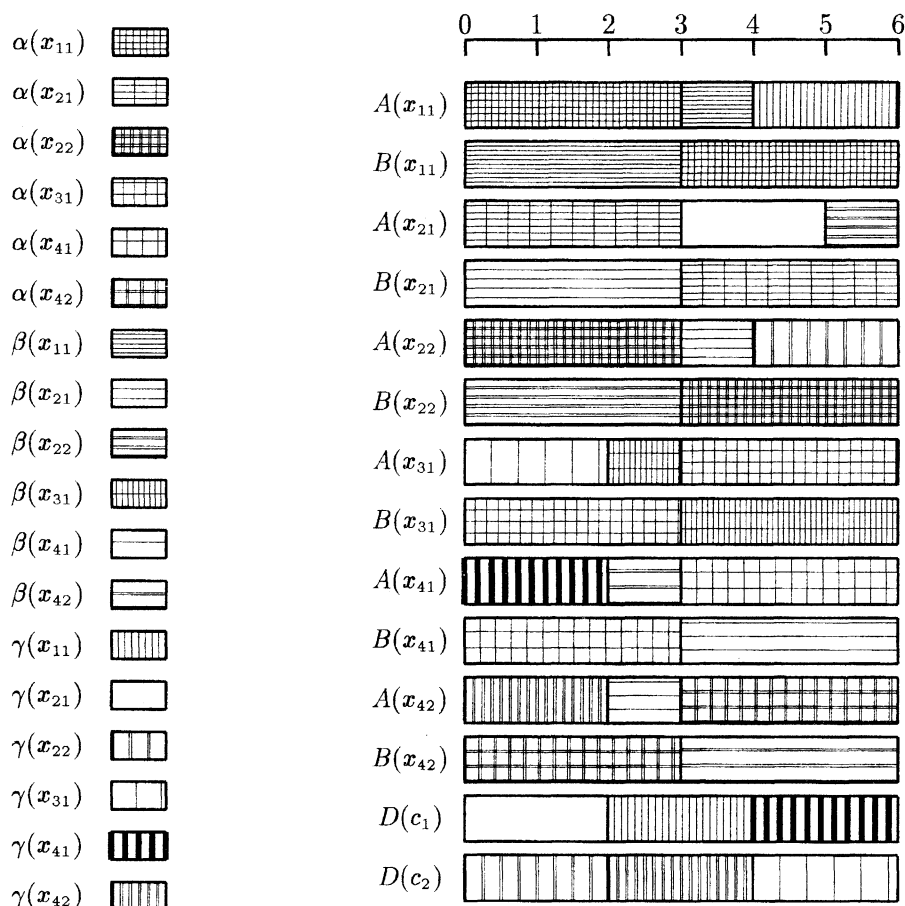 α(x₁₁)
α(x₂₁)
α(x₂₂)
α(x₃₁)
α(x₄₁)
α(x₄₂)
β(x₁₁)
β(x₂₁)
β(x₂₂)
β(x₃₁)
β(x₄₁)
β(x₄₂)
γ(x₁₁)
γ(x₂₁)
γ(x₂₂)
γ(x₃₁)
γ(x₄₁)
γ(x₄₂)
0 1 2 3 4 5 6
A(x₁₁)
B(x₁₁)
A(x₂₁)
B(x₂₁)
A(x₂₂)
B(x₂₂)
A(x₃₁)
B(x₃₁)
A(x₄₁)
B(x₄₁)
A(x₄₂)
B(x₄₂)
D(c₁)
D(c₂)